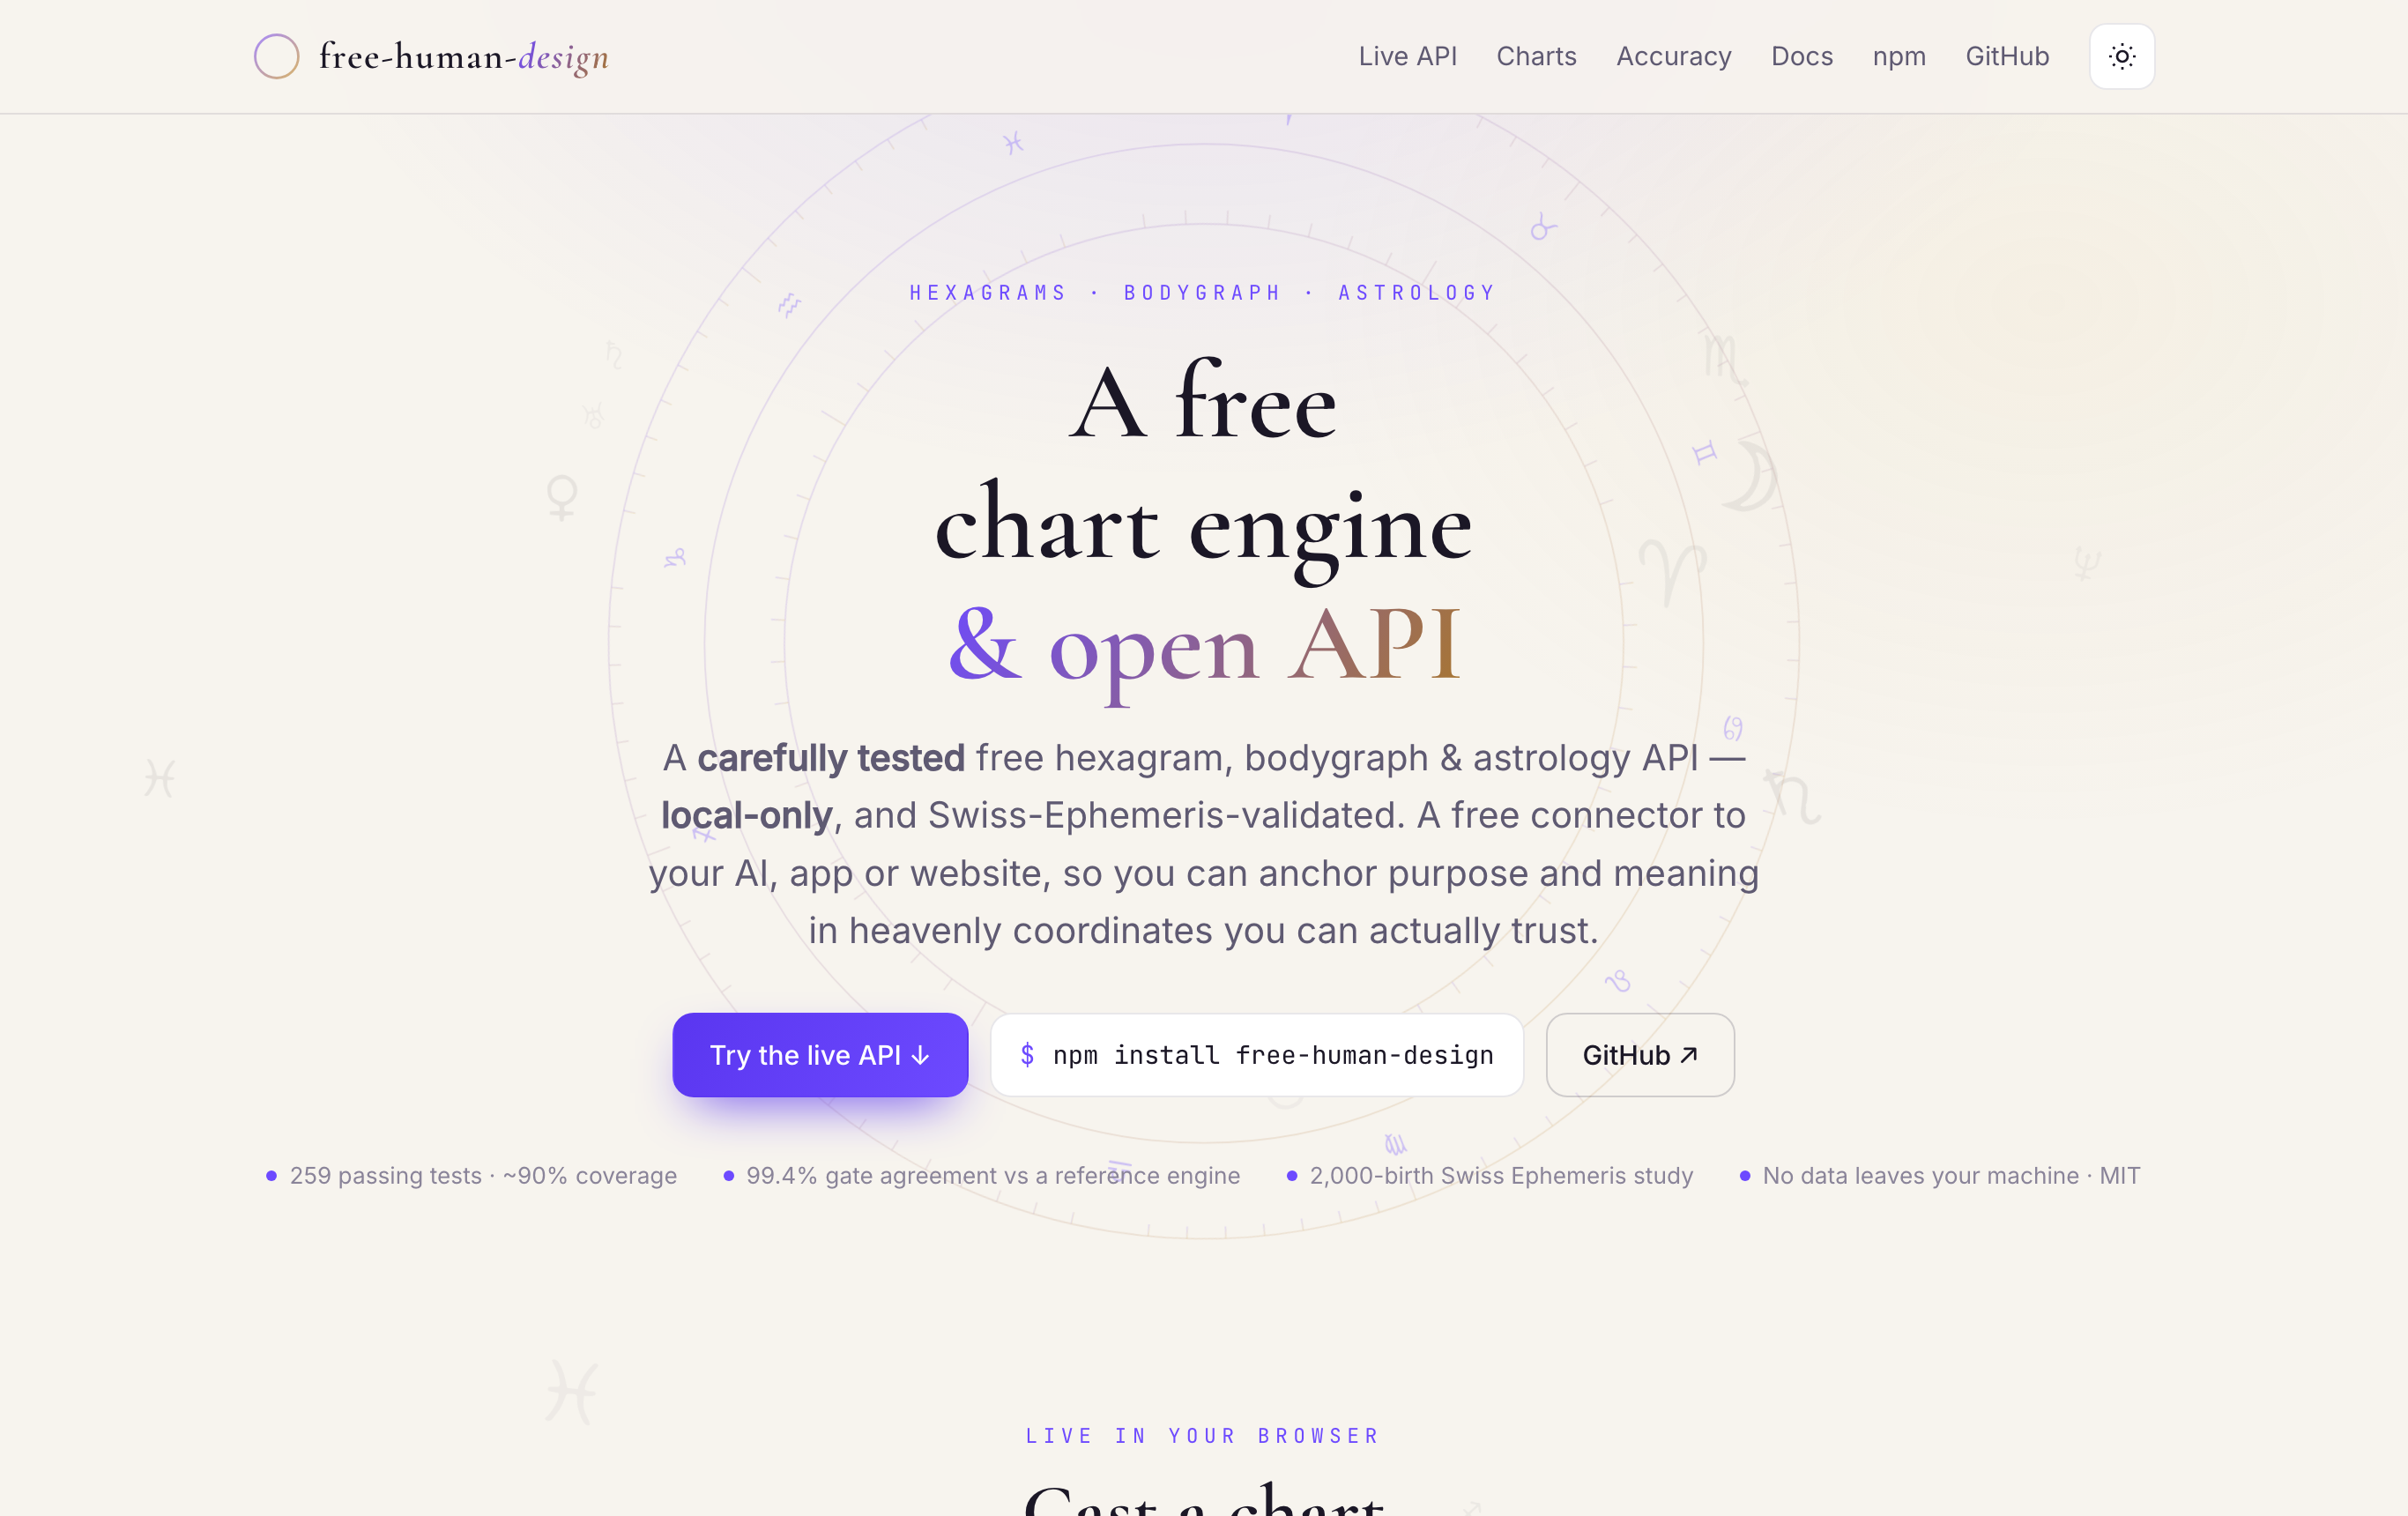 free-human-design
Live API
Charts
Accuracy
Docs
npm
GitHub
HEXAGRAMS · BODYGRAPH · ASTROLOGY
A free
chart engine
& open API
A carefully tested free hexagram, bodygraph & astrology API —
local-only, and Swiss-Ephemeris-validated. A free connector to
your AI, app or website, so you can anchor purpose and meaning
in heavenly coordinates you can actually trust.
Try the live API ↓
$ npm install free-human-design
GitHub ↗
259 passing tests · ~90% coverage
99.4% gate agreement vs a reference engine
2,000-birth Swiss Ephemeris study
No data leaves your machine · MIT
LIVE IN YOUR BROWSER
Cast a chart